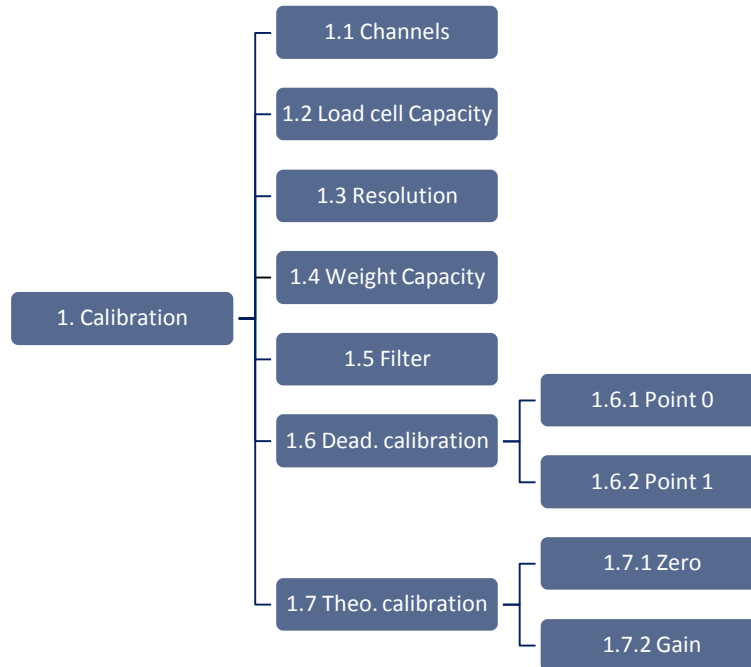 1. Calibration
1.1 Channels
1.2 Load cell Capacity
1.3 Resolution
1.4 Weight Capacity
1.5 Filter
1.6 Dead. calibration
1.6.1 Point 0
1.6.2 Point 1
1.7 Theo. calibration
1.7.1 Zero
1.7.2 Gain